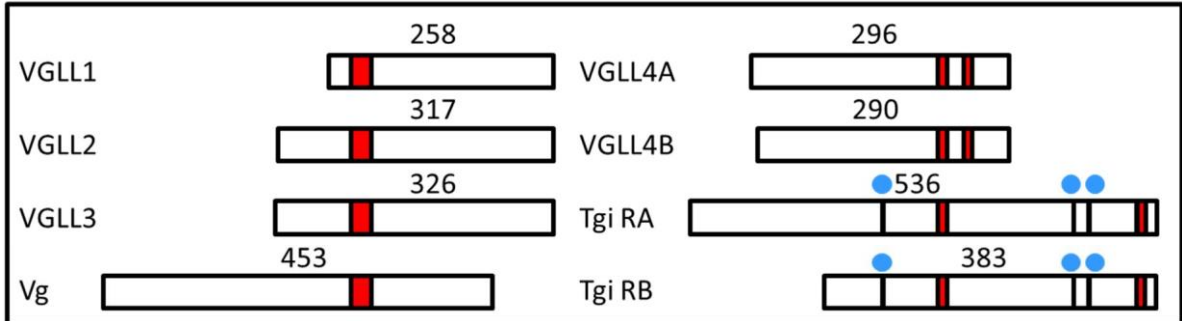 258
VGLL1
317
VGLL2
326
VGLL3
453
Vg
296
VGLL4A
290
VGLL4B
536
Tgi RA
383
Tgi RB